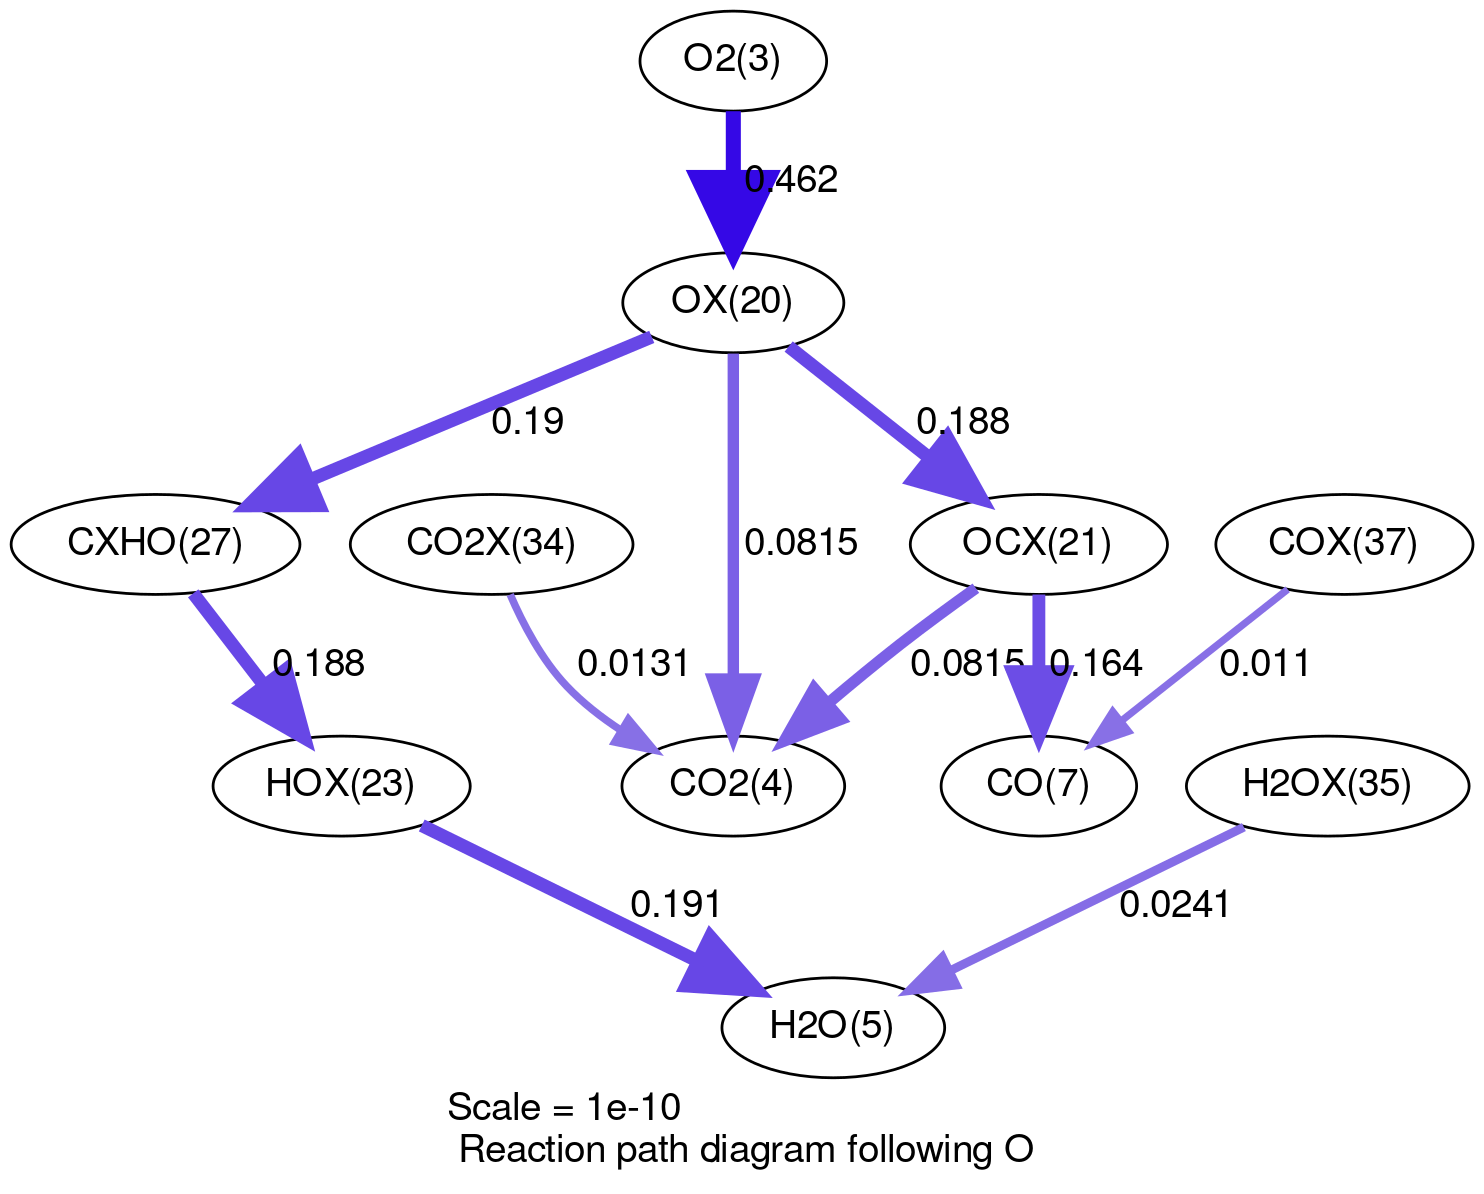 O2(3)
0.462
OX(20)
0.19
0.188
CXHO(27)
CO2X(34)
0.0815
OCX(21)
COX(37)
0.188
0.0131
0.0815
0.164
0.011
HOX(23)
CO2(4)
CO(7)
H2OX(35)
0.191
0.0241
H2O(5)
Scale = 1e-10
Reaction path diagram following O